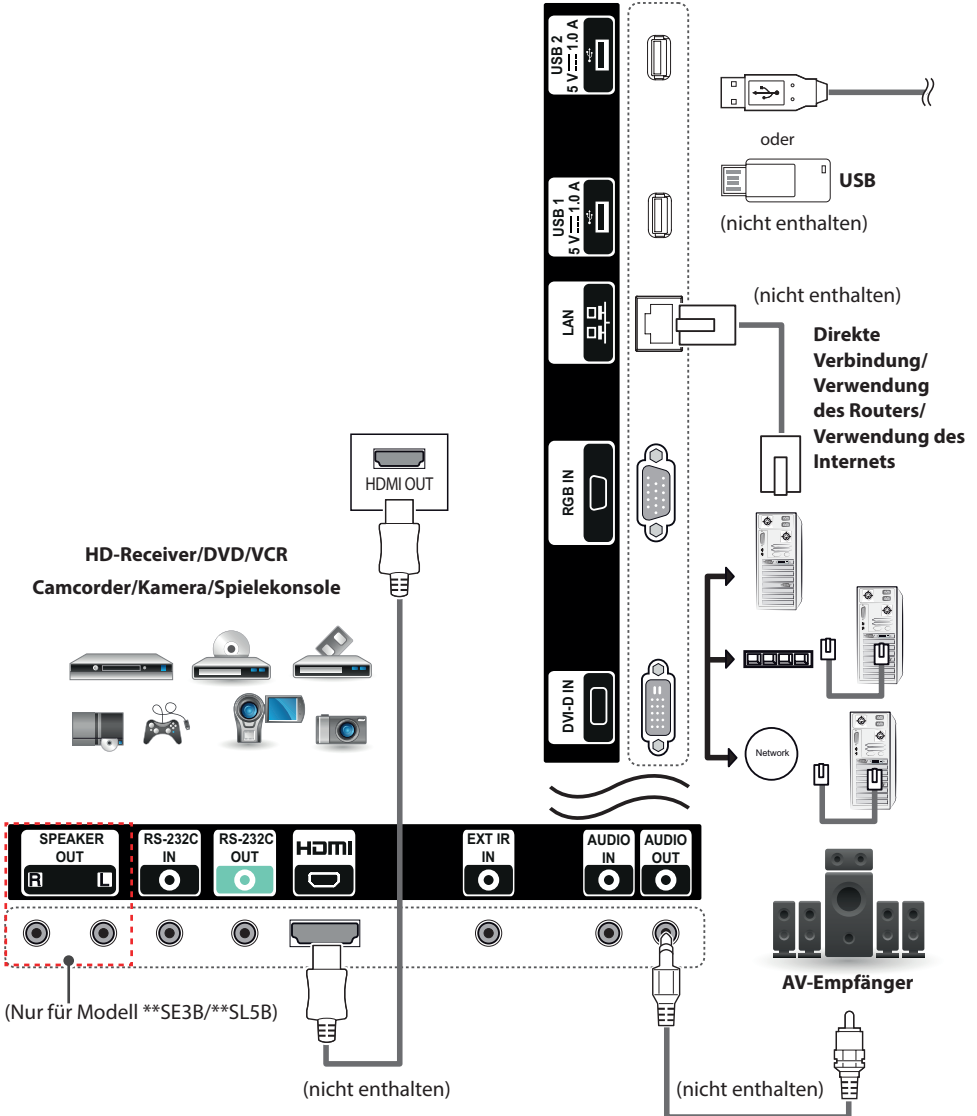 USB 2
5 V⎓1.0 A
oder
USB
(nicht enthalten)
USB 1
5 V⎓1.0 A
LAN
(nicht enthalten)
Direkte
Verbindung/
Verwendung
des Routers/
Verwendung des
Internets
RGB IN
HDMI OUT
HD-Receiver/DVD/VCR
Camcorder/Kamera/Spielekonsole
DVI-D IN
Network
SPEAKER
OUT
R L
RS-232C
IN
RS-232C
OUT
HDMI
EXT IR
IN
AUDIO
IN
AUDIO
OUT
AV-Empfänger
(Nur für Modell **SE3B/**SL5B)
(nicht enthalten)
(nicht enthalten)